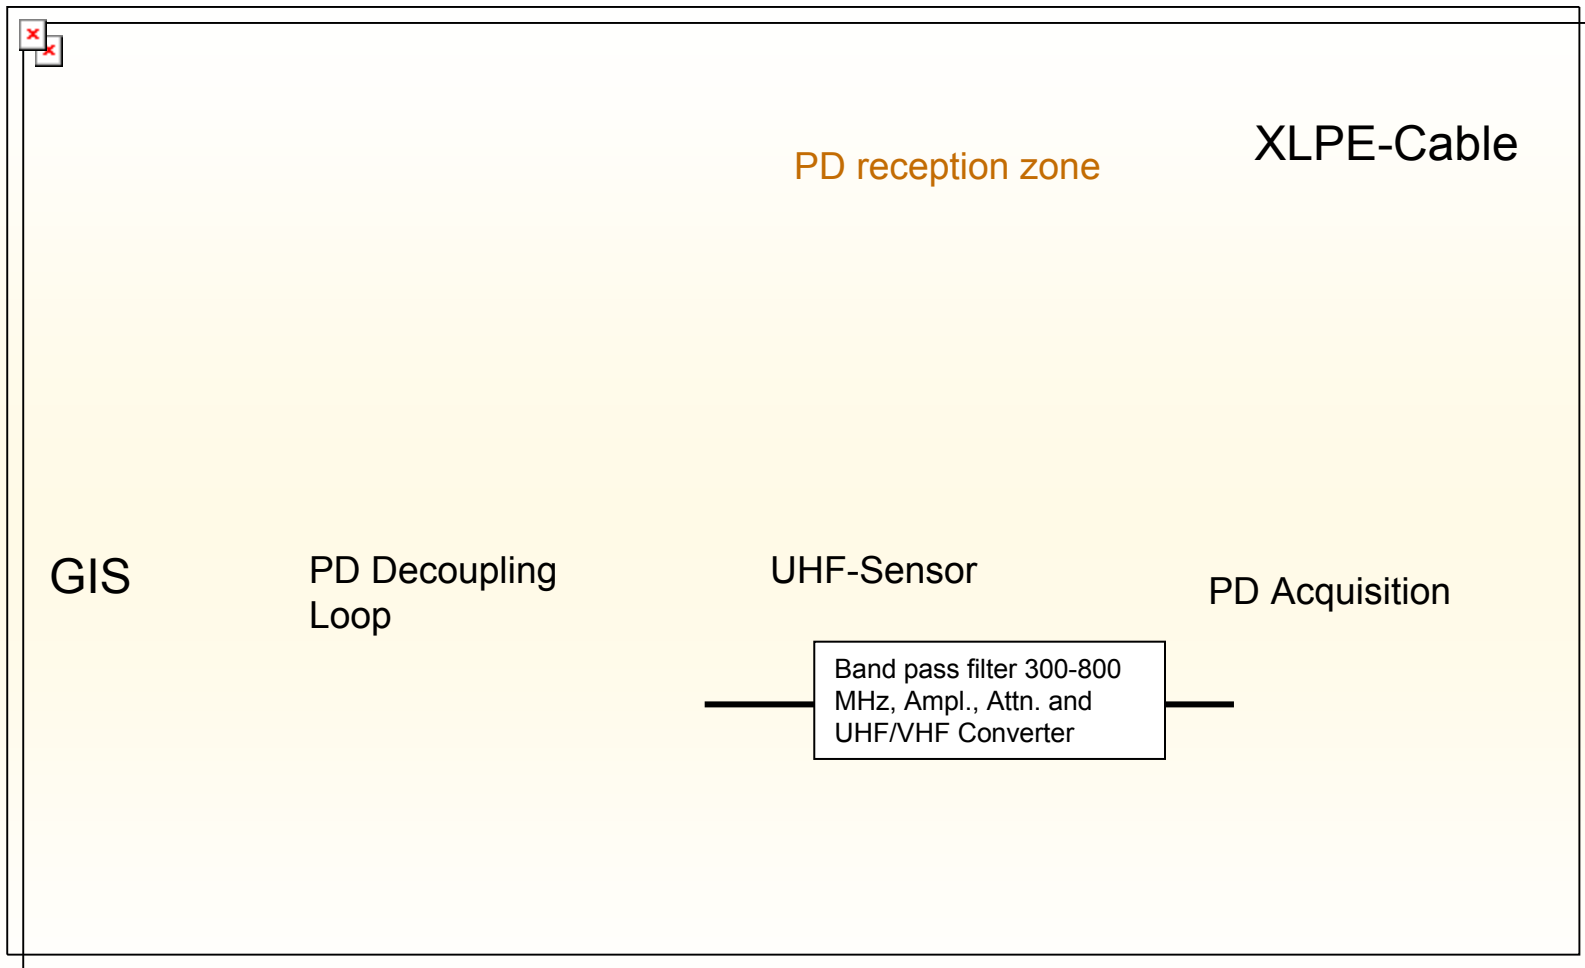 XLPE-Cable
PD reception zone
GIS
PD Decoupling
Loop
UHF-Sensor
PD Acquisition
Band pass filter 300-800
MHz, Ampl., Attn. and
UHF/VHF Converter